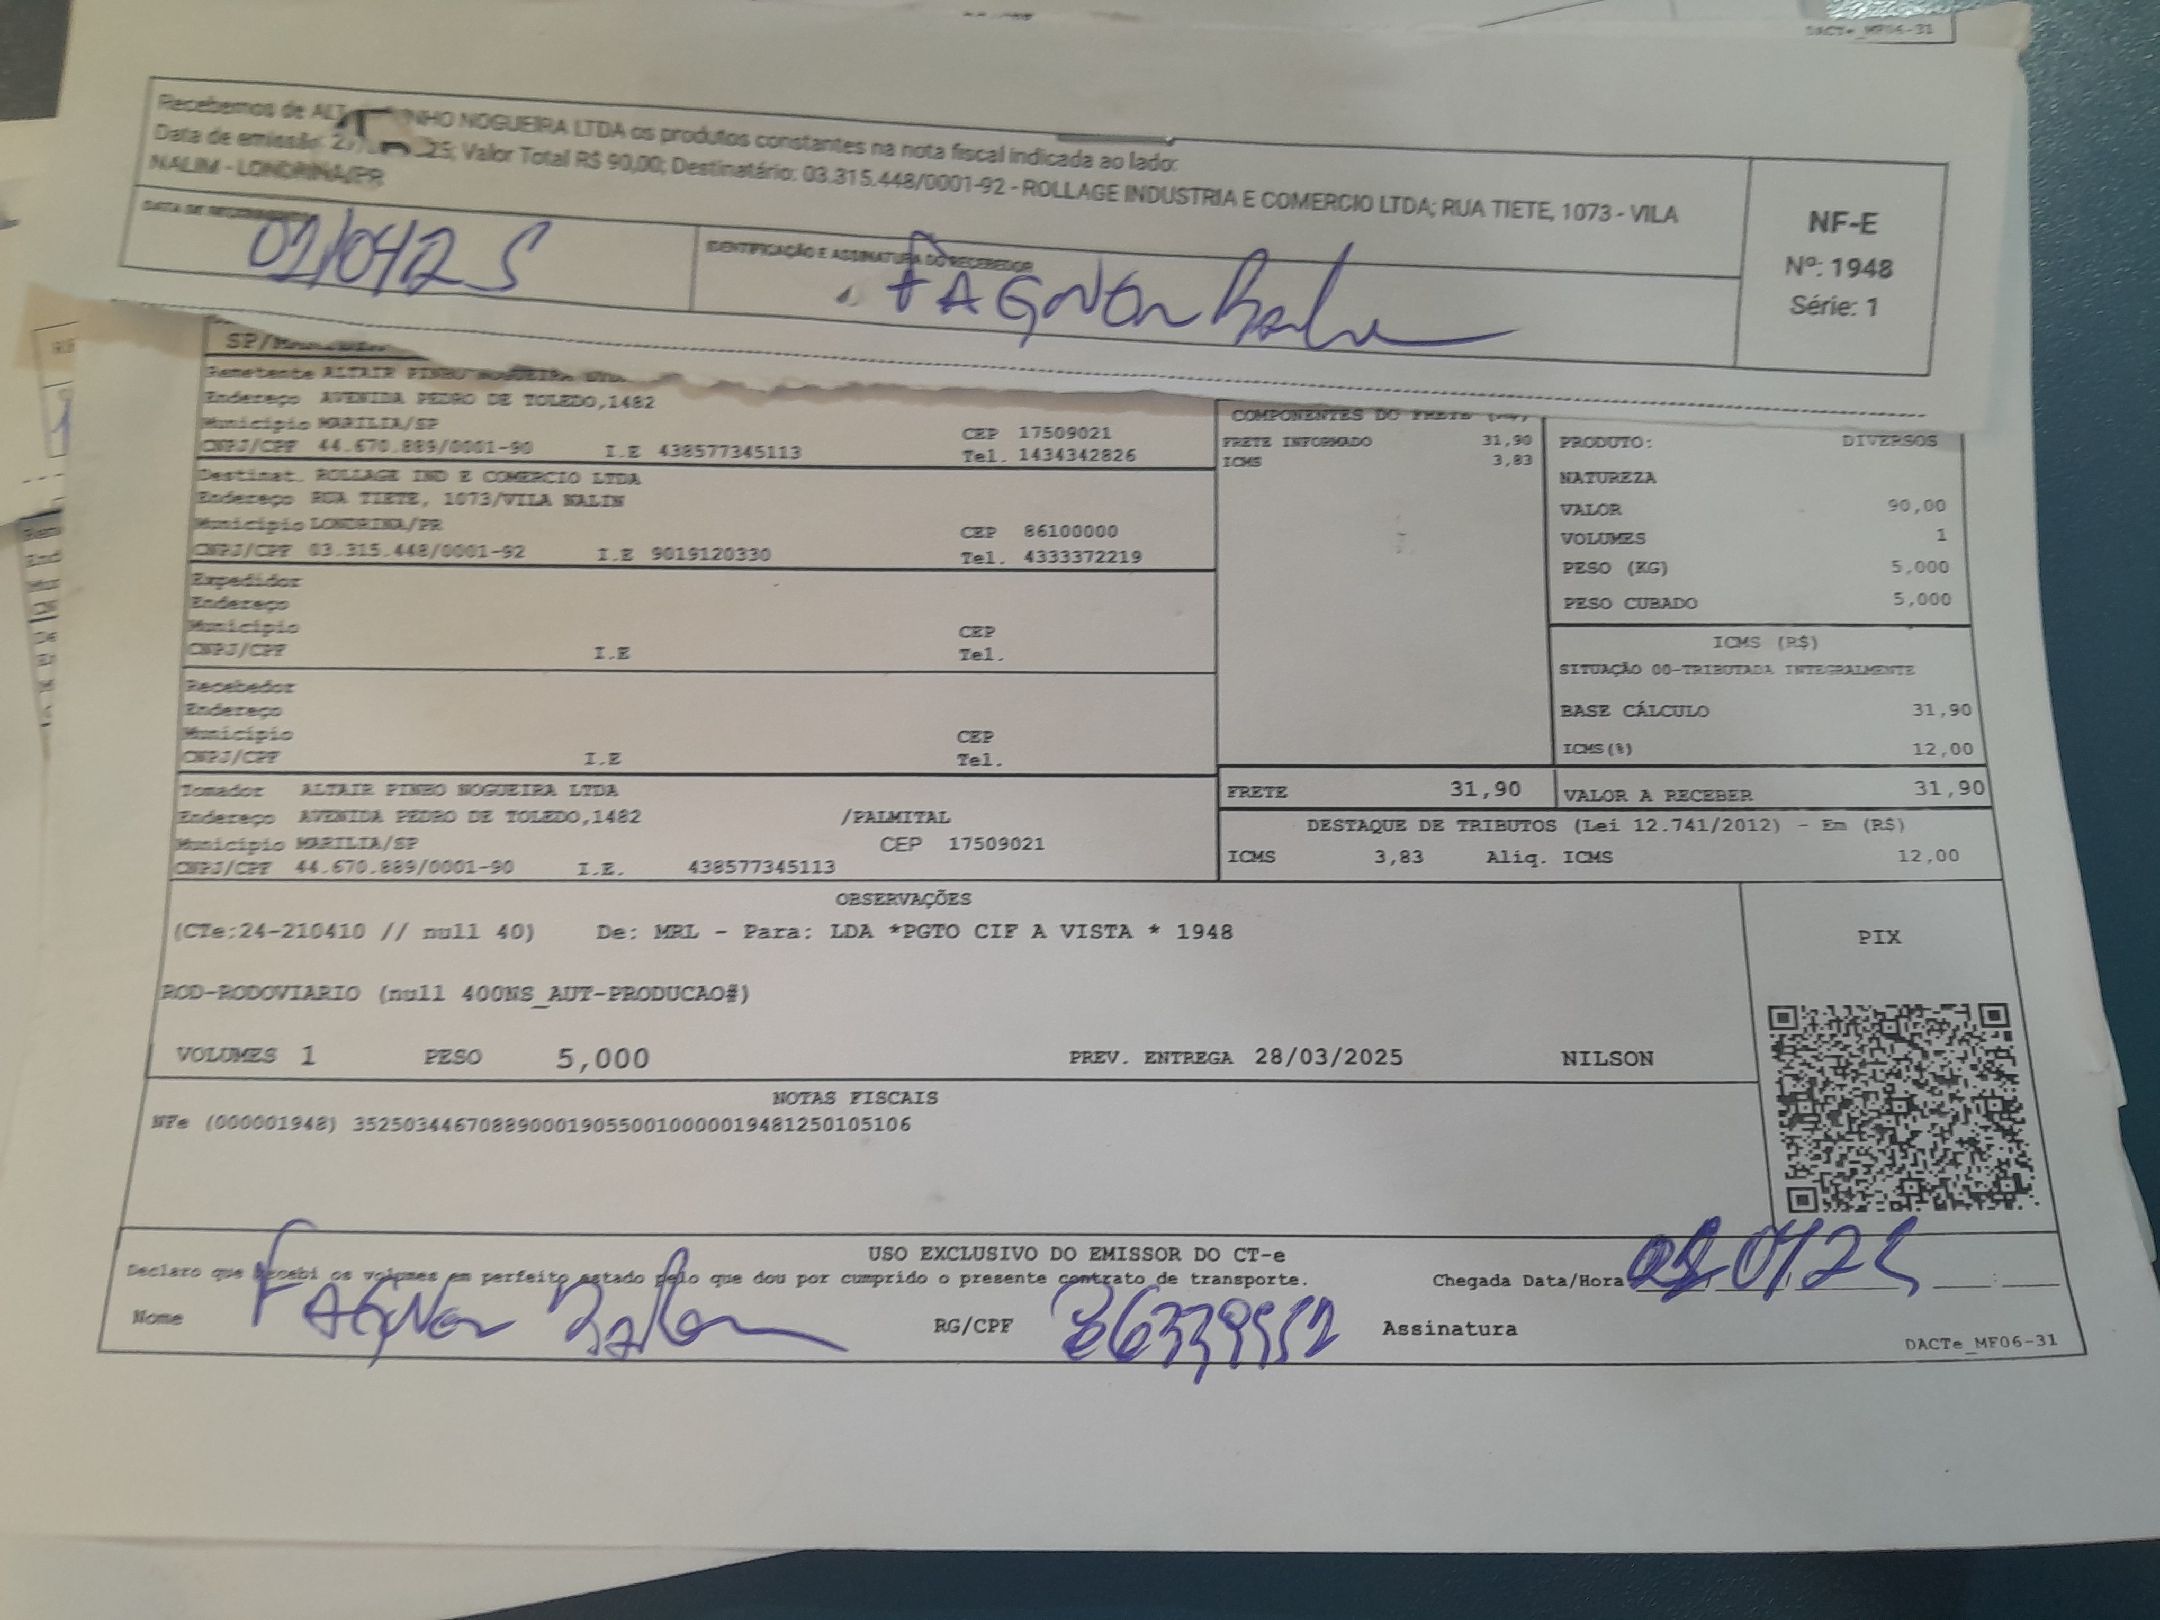 DACTe_MF06-31
Recebemos de NOGUEIRA LTDA os produtos constantes na nota fiscal indicada ao lado:
Data de emissão 25; Valor Total R$ 90,00; Destinatário: 03.315.448/0001-92 - ROLLAGE INDUSTRIA E COMERCIO LTDA; RUA TIETE, 1073 - VILA
NALIM - LONDRINA/PR
DATA DE RECEBIMENTO
IDENTIFICAÇÃO E ASSINATURA DO RECEBEDOR
NF-E
Nº: 1948
Série: 1
Remetente ALTAIR PINHO NOGUEIRA LTDA
Endereço AVENIDA PEDRO DE TOLEDO,1482
Município MARILIA/SP CEP 17509021
CNPJ/CPF 44.670.889/0001-90 I.E 438577345113 Tel. 1434342826
Destinat. ROLLAGE IND E COMERCIO LTDA
Endereço RUA TIETE, 1073/VILA NALIN
Município LONDRINA/PR CEP 86100000
CNPJ/CPF 03.315.448/0001-92 I.E 9019120330 Tel. 4333372219
Expedidor
Endereço
Município CEP
CNPJ/CPF I.E Tel.
Recebedor
Endereço
Município CEP
CNPJ/CPF I.E Tel.
Tomador ALTAIR PINHO NOGUEIRA LTDA
Endereço AVENIDA PEDRO DE TOLEDO,1482 /PALMITAL
Município MARILIA/SP CEP 17509021
CNPJ/CPF 44.670.889/0001-90 I.E. 438577345113
COMPONENTES DO FRETE
FRETE INFORMADO 31,90
ICMS 3,83
PRODUTO: DIVERSOS
NATUREZA
VALOR 90,00
VOLUMES 1
PESO (KG) 5,000
PESO CUBADO 5,000
ICMS (R$)
SITUAÇÃO 00-TRIBUTADA INTEGRALMENTE
BASE CÁLCULO 31,90
ICMS(%) 12,00
FRETE 31,90 VALOR A RECEBER 31,90
DESTAQUE DE TRIBUTOS (Lei 12.741/2012) - Em (R$)
ICMS 3,83 Aliq. ICMS 12,00
OBSERVAÇÕES
(CTe:24-210410 // null 40) De: MRL - Para: LDA *PGTO CIF A VISTA * 1948
ROD-RODOVIARIO (null 400NS_AUT-PRODUCAO#)
PIX
VOLUMES 1 PESO 5,000 PREV. ENTREGA 28/03/2025 NILSON
NOTAS FISCAIS
NFe (000001948) 35250344670889000190550010000019481250105106
USO EXCLUSIVO DO EMISSOR DO CT-e
Declaro que recebi os volumes em perfeito estado pelo que dou por cumprido o presente contrato de transporte. Chegada Data/Hora
Nome RG/CPF Assinatura
DACTe_MF06-31